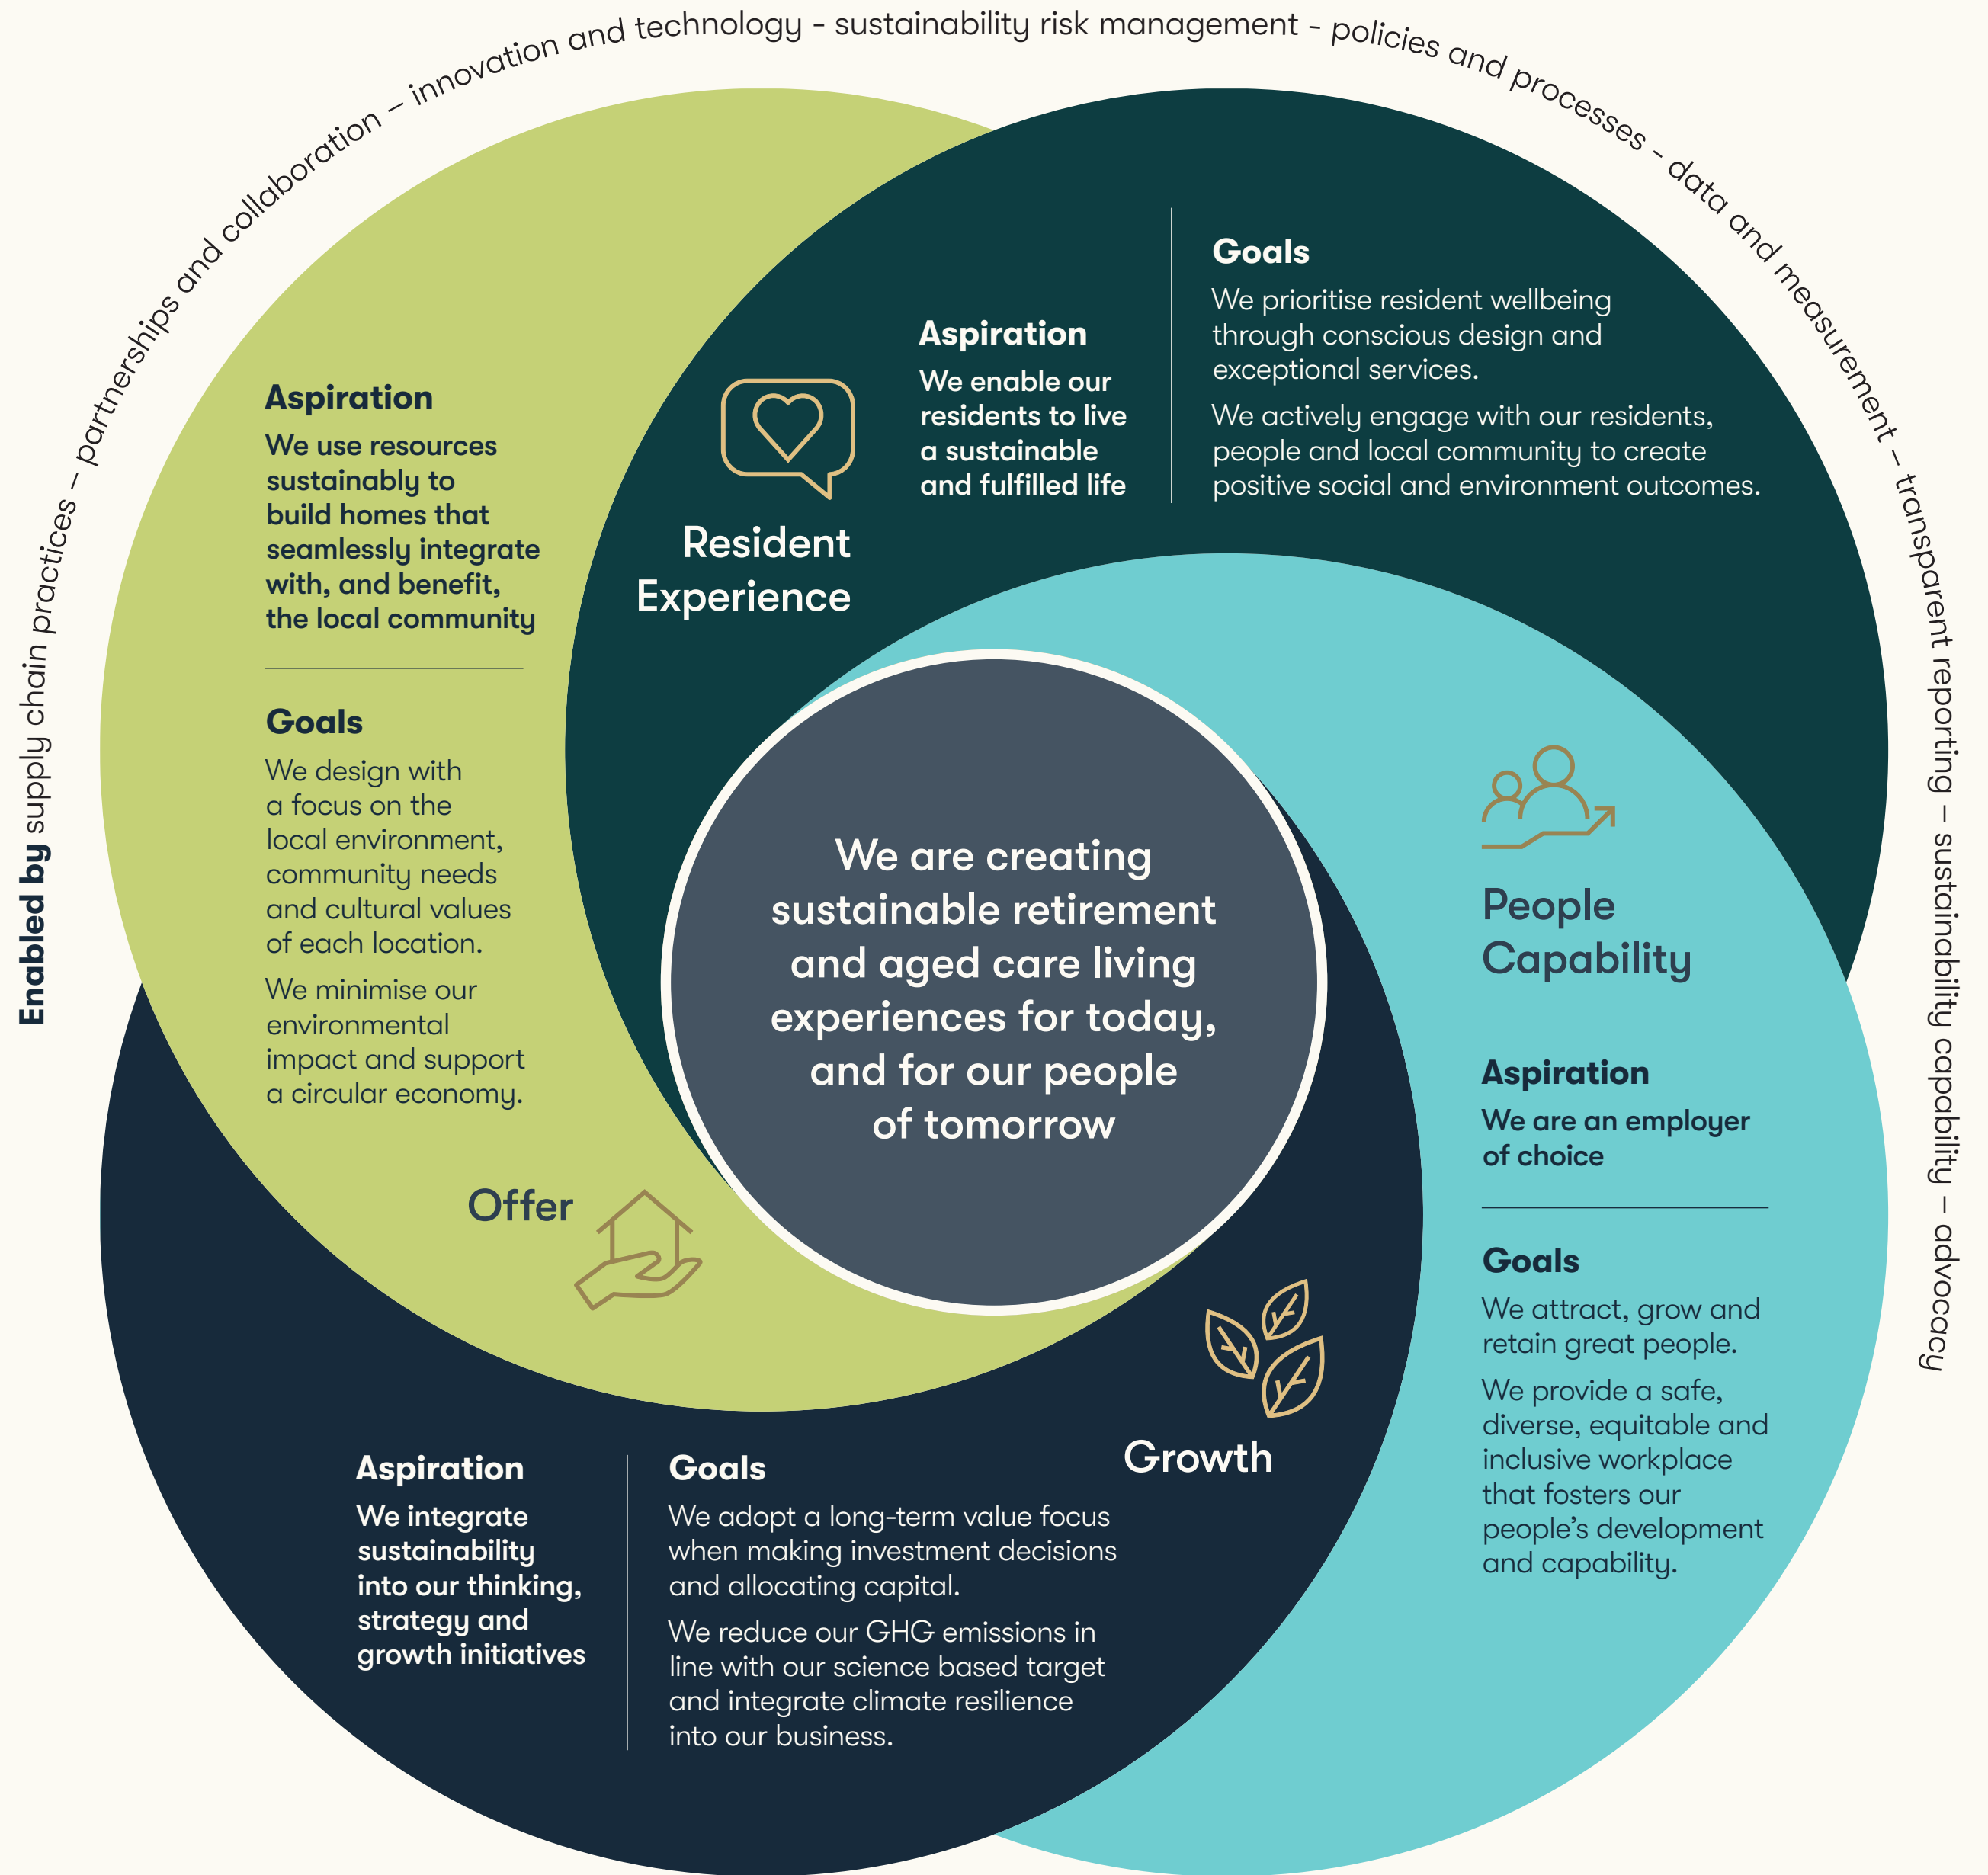 Enabled by supply chain practices – partnerships and collaboration – innovation and technology - sustainability risk management - policies and processes - data and measurement – transparent reporting – sustainability capability – advocacy
Aspiration
We use resources
sustainably to
build homes that
seamlessly integrate
with, and benefit,
the local community
Goals
We design with
a focus on the
local environment,
community needs
and cultural values
of each location.
We minimise our
environmental
impact and support
a circular economy.
Offer
Resident
Experience
Aspiration
We enable our
residents to live
a sustainable
and fulfilled life
Goals
We prioritise resident wellbeing
through conscious design and
exceptional services.
We actively engage with our residents,
people and local community to create
positive social and environment outcomes.
We are creating
sustainable retirement
and aged care living
experiences for today,
and for our people
of tomorrow
People
Capability
Aspiration
We are an employer
of choice
Goals
We attract, grow and
retain great people.
We provide a safe,
diverse, equitable and
inclusive workplace
that fosters our
people’s development
and capability.
Growth
Aspiration
We integrate
sustainability
into our thinking,
strategy and
growth initiatives
Goals
We adopt a long-term value focus
when making investment decisions
and allocating capital.
We reduce our GHG emissions in
line with our science based target
and integrate climate resilience
into our business.